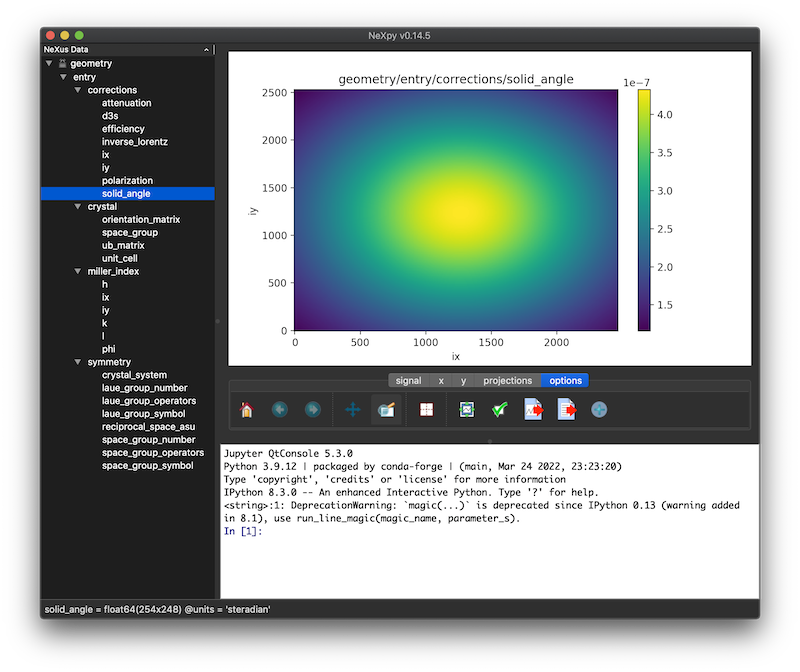 NeXpy v0.14.5
NeXus Data
geometry
entry
corrections
attenuation
d3s
efficiency
inverse_lorentz
ix
iy
polarization
solid_angle
crystal
orientation_matrix
space_group
ub_matrix
unit_cell
miller_index
h
ix
iy
k
l
phi
symmetry
crystal_system
laue_group_number
laue_group_operators
laue_group_symbol
reciprocal_space_asu
space_group_number
space_group_operators
space_group_symbol
geometry/entry/corrections/solid_angle
1e−7
2500
2000
1500
1000
500
0
iy
0
500
1000
1500
2000
ix
4.0
3.5
3.0
2.5
2.0
1.5
signal x y projections options
Jupyter QtConsole 5.3.0
Python 3.9.12 | packaged by conda-forge | (main, Mar 24 2022, 23:23:20)
Type 'copyright', 'credits' or 'license' for more information
IPython 8.3.0 -- An enhanced Interactive Python. Type '?' for help.
<string>:1: DeprecationWarning: `magic(...)` is deprecated since IPython 0.13 (warning added
in 8.1), use run_line_magic(magic_name, parameter_s).
In [1]:
solid_angle = float64(254x248) @units = 'steradian'